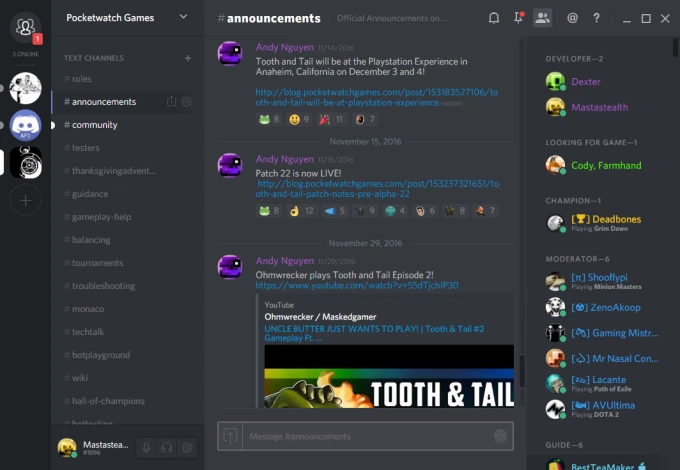 1
3 ONLINE
API
Pocketwatch Games
TEXT CHANNELS
# rules
# announcements
# community
# testers
# thanksgivingadvent...
# guidance
# gameplay-help
# balancing
# tournaments
# troubleshooting
# monaco
# techtalk
# botplayground
# wiki
# hall-of-champions
Mastastea...
#1896
# announcements
Official Announcements on ...
Andy Nguyen 11/14/2016
Tooth and Tail will be at the Playstation Experience in
Anaheim, California on December 3 and 4!
http://blog.pocketwatchgames.com/post/153183527106/to
oth-and-tail-will-be-at-playstation-experience (edited)
8 9 11 7
November 15, 2016
Andy Nguyen 11/15/2016
Patch 22 is now LIVE!
http://blog.pocketwatchgames.com/post/153237321651/to
oth-and-tail-patch-notes-pre-alpha-22
8 12 5 9 4 6 8 7
November 29, 2016
Andy Nguyen 11/29/2016
Ohmwrecker plays Tooth and Tail Episode 2!
https://www.youtube.com/watch?v=S5dTjchIP30
YouTube
Ohmwrecker / Maskedgamer
UNCLE BUTTER JUST WANTS TO PLAY! | Tooth & Tail #2
Gameplay Ft. ...
TOOTH & TAIL
Message #announcements
@ ?
DEVELOPER—2
Dexter
Mastastealth
LOOKING FOR GAME—1
Cody, Farmhand
CHAMPION—1
[🏆] Deadbones
Playing Grim Dawn
MODERATOR—6
[π] Shooflypi
Playing Minion Masters
[☢] ZenoAkoop
[🎮] Gaming Mistr...
[👃] Mr Nasal Con...
[] Lacante
Playing Path of Exile
[] AVUltima
Playing DOTA 2
GUIDE—6
BestTeaMaker